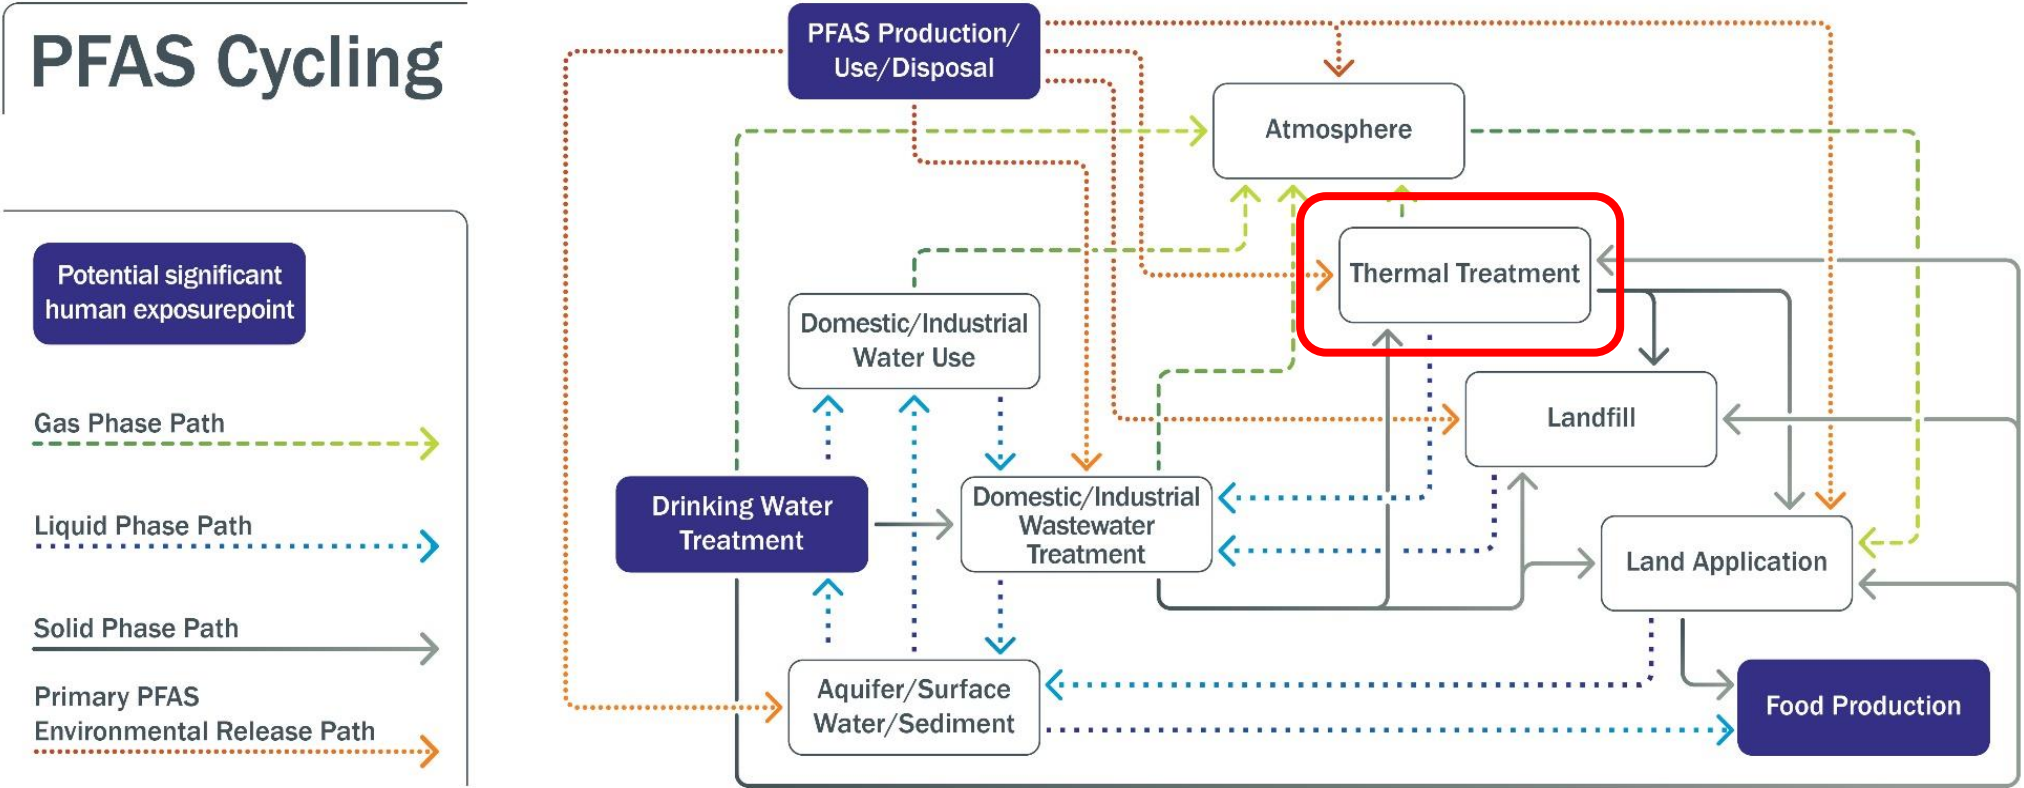 PFAS Cycling
Potential significant
human exposurepoint
Gas Phase Path
Liquid Phase Path
Solid Phase Path
Primary PFAS
Environmental Release Path
PFAS Production/
Use/Disposal
Atmosphere
Thermal Treatment
Domestic/Industrial
Water Use
Landfill
Drinking Water
Treatment
Domestic/Industrial
Wastewater
Treatment
Land Application
Aquifer/Surface
Water/Sediment
Food Production